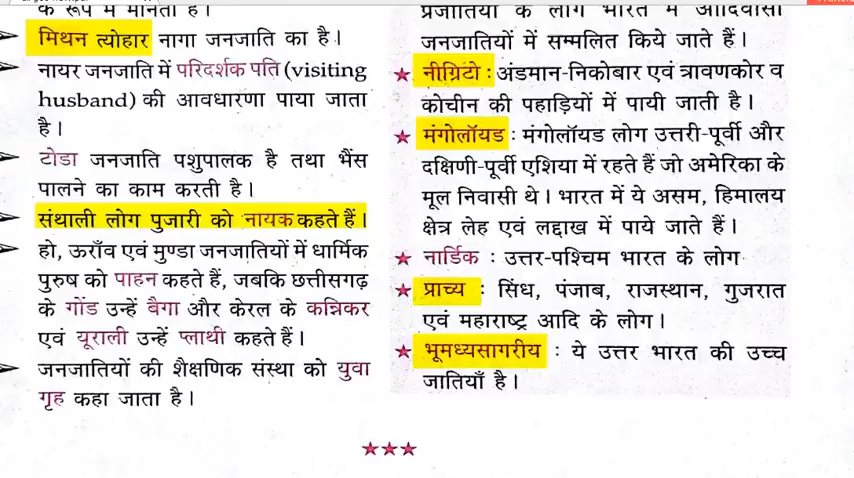 के रूप में मानता है।
मिथन त्योहार नागा जनजाति का है।
नायर जनजाति में परिदर्शक पति (visiting
husband) की आवधारणा पाया जाता
है।
टोडा जनजाति पशुपालक है तथा भैंस
पालने का काम करती है।
संथाली लोग पुजारी को नायक कहते हैं।
हो, ऊराँव एवं मुण्डा जनजातियों में धार्मिक
पुरुष को पाहन कहते हैं, जबकि छत्तीसगढ़
के गोंड उन्हें बैगा और केरल के कन्निकर
एवं यूराली उन्हें प्लाथी कहते हैं।
जनजातियों की शैक्षणिक संस्था को युवा
गृह कहा जाता है।
प्रजातियों के लोग भारत में आदिवासी
जनजातियों में सम्मलित किये जाते हैं।
नीग्रिटो : अंडमान-निकोबार एवं त्रावणकोर व
कोचीन की पहाड़ियों में पायी जाती है।
मंगोलॉयड : मंगोलॉयड लोग उत्तरी-पूर्वी और
दक्षिणी-पूर्वी एशिया में रहते हैं जो अमेरिका के
मूल निवासी थे। भारत में ये असम, हिमालय
क्षेत्र लेह एवं लद्दाख में पाये जाते हैं।
नार्डिक : उत्तर-पश्चिम भारत के लोग
प्राच्य : सिंध, पंजाब, राजस्थान, गुजरात
एवं महाराष्ट्र आदि के लोग।
भूमध्यसागरीय : ये उत्तर भारत की उच्च
जातियाँ है।